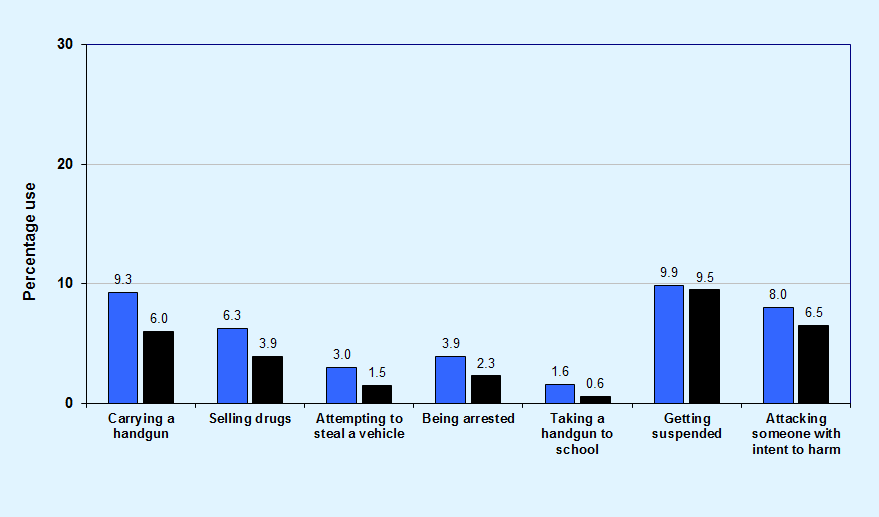 30
20
10
0
Percentage use
9.3
6.0
6.3
3.9
3.0
1.5
3.9
2.3
1.6
0.6
9.9
9.5
8.0
6.5
Carrying a
handgun
Selling drugs
Attempting to
steal a vehicle
Being arrested
Taking a
handgun to
school
Getting
suspended
Attacking
someone with
intent to harm